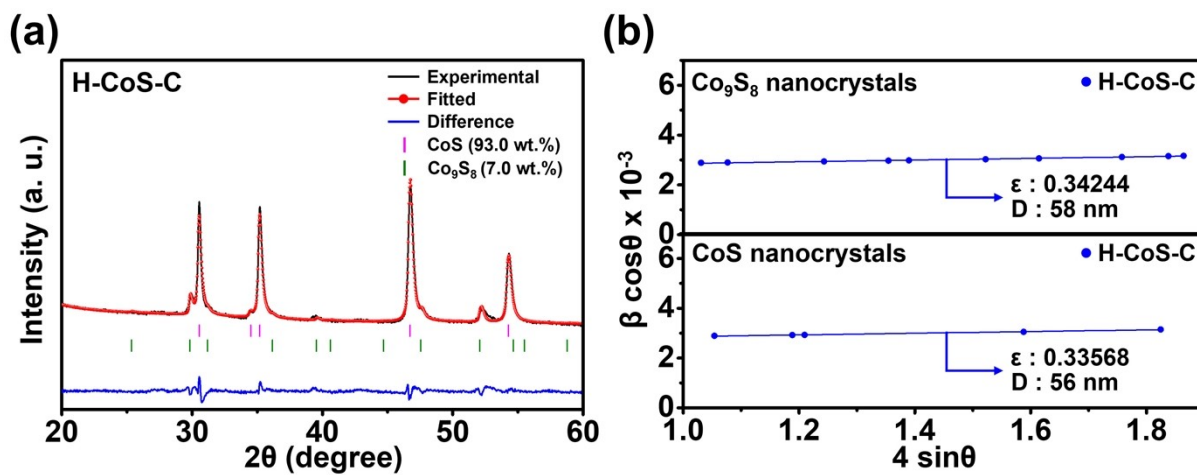 (a)
H-CoS-C
Experimental
Fitted
Difference
CoS (93.0 wt.%)
Co₉S₈ (7.0 wt.%)
Intensity (a. u.)
20 30 40 50 60
2θ (degree)
(b)
Co₉S₈ nanocrystals
H-CoS-C
6
4
2
0
ε : 0.34244
D : 58 nm
CoS nanocrystals
H-CoS-C
6
4
2
0
ε : 0.33568
D : 56 nm
β cosθ x 10⁻³
1.0 1.2 1.4 1.6 1.8
4 sinθ